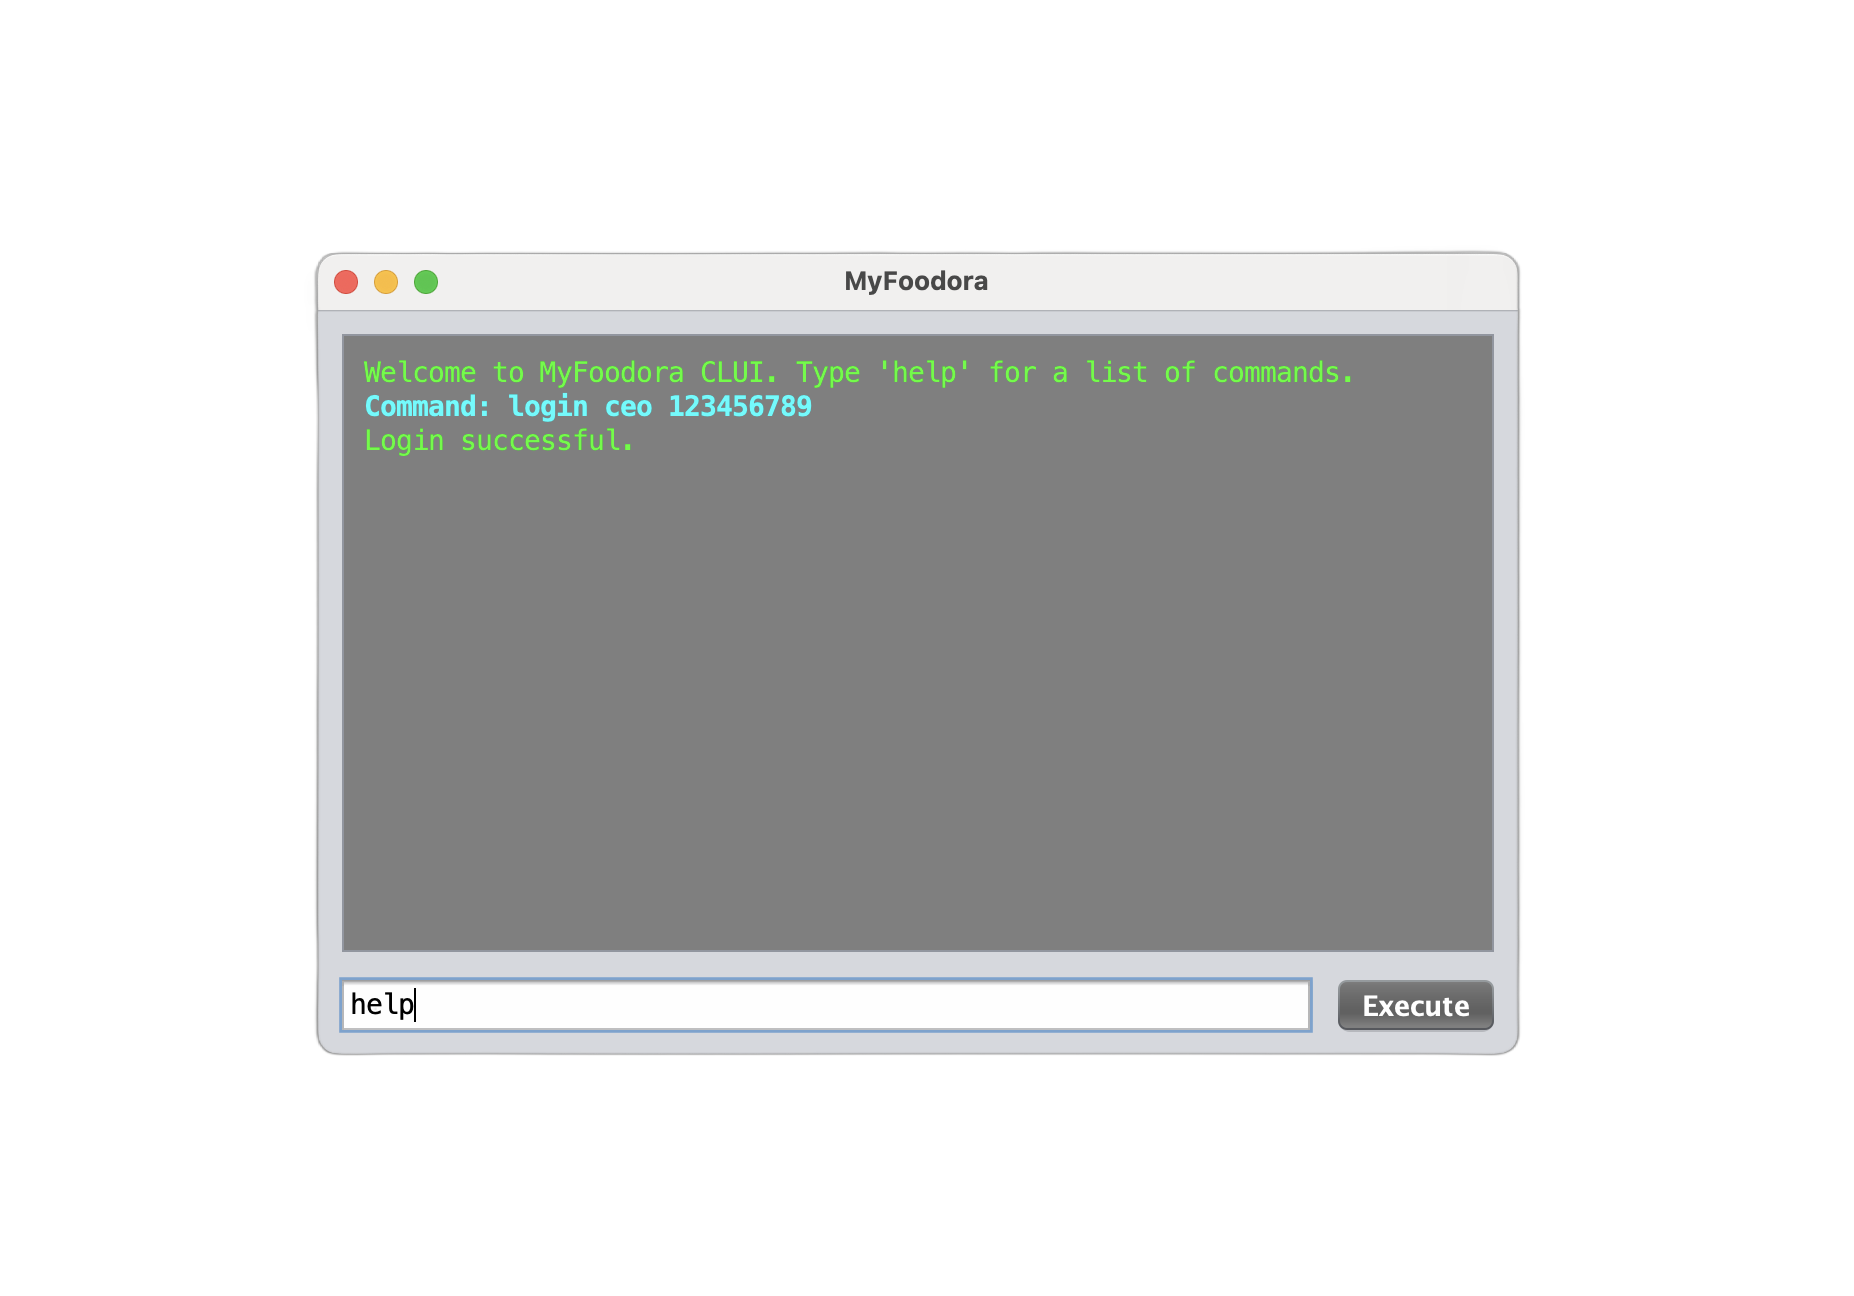 MyFoodora
Welcome to MyFoodora CLUI. Type 'help' for a list of commands.
Command: login ceo 123456789
Login successful.
help
Execute